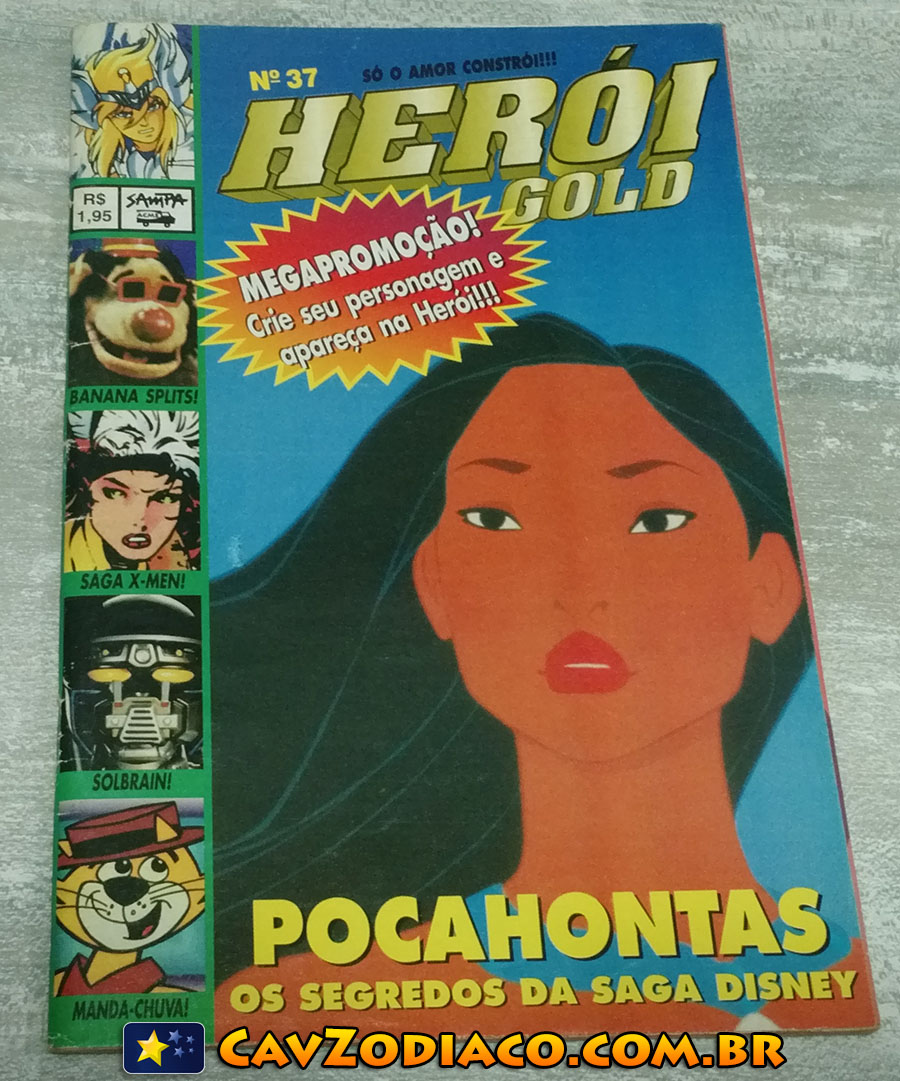 Nº 37
SÓ O AMOR CONSTRÓI!!!
HERÓI
GOLD
R$
1,95
SAMPA
ACME
MEGAPROMOÇÃO!
Crie seu personagem e
apareça na Herói!!!
BANANA SPLITS!
SAGA X-MEN!
SOLBRAIN!
MANDA-CHUVA!
POCAHONTAS
OS SEGREDOS DA SAGA DISNEY
CavZodiaco.com.br